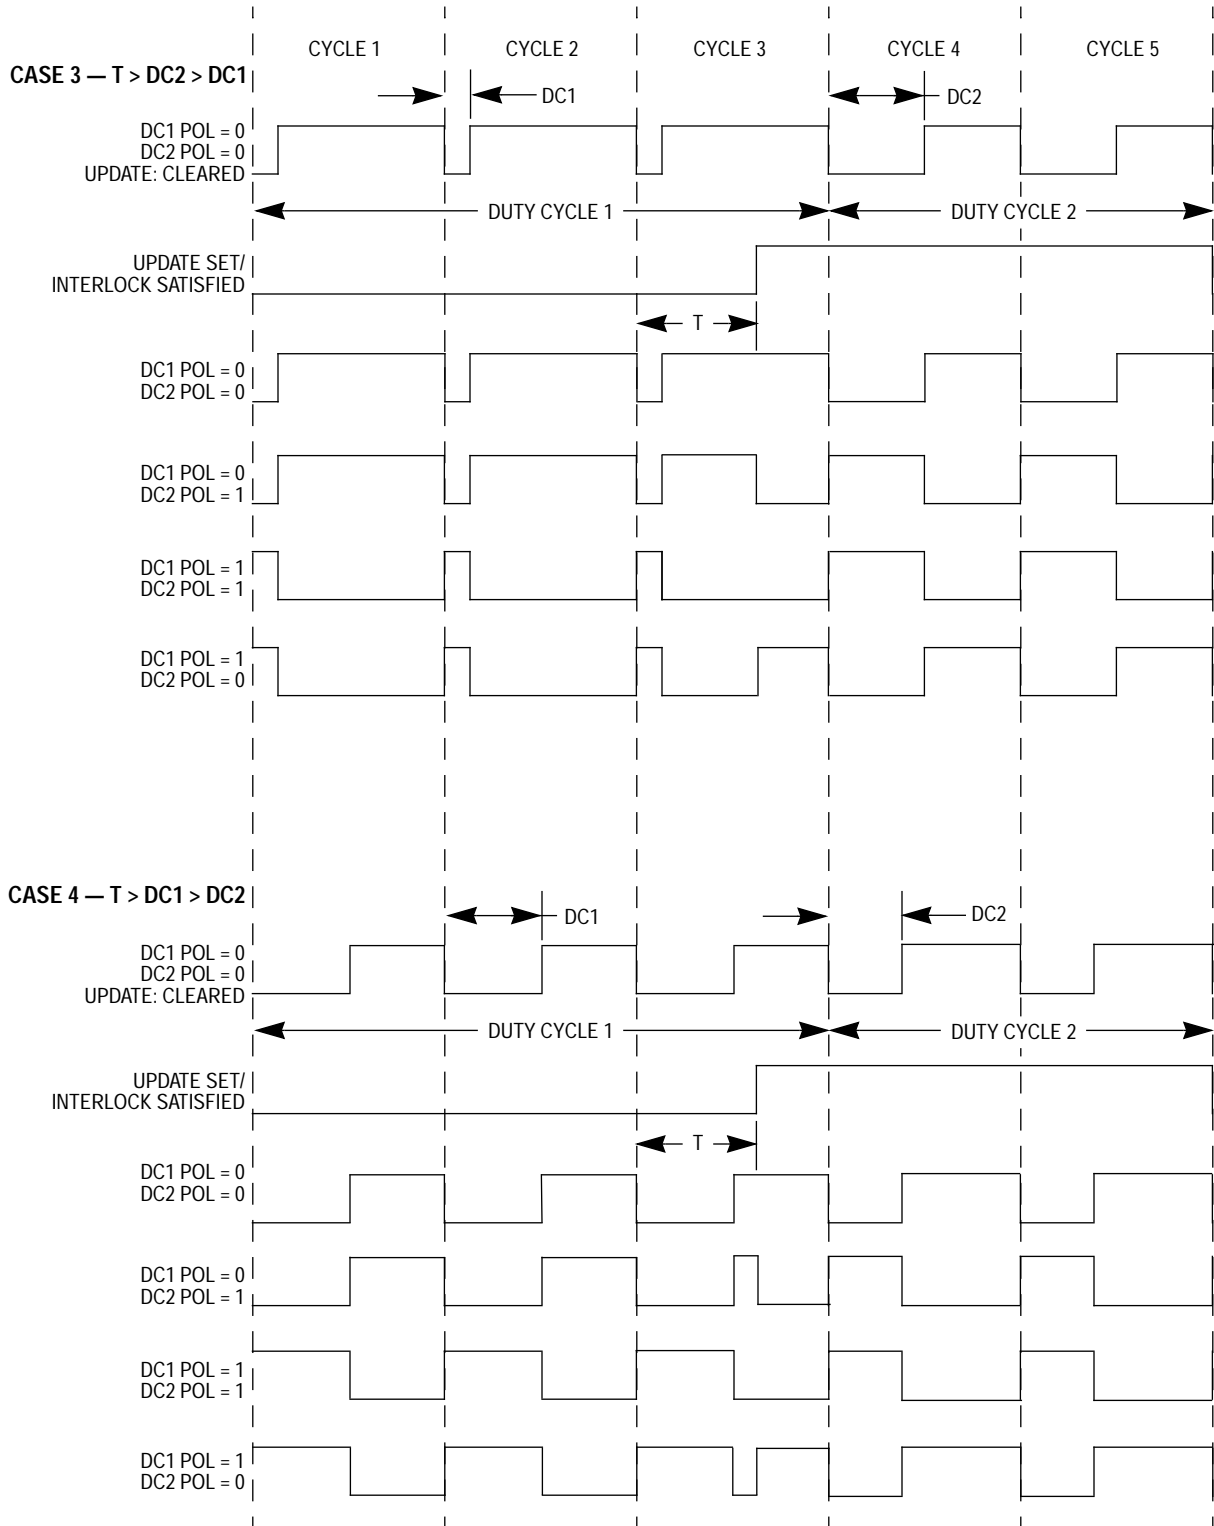 CYCLE 1 CYCLE 2 CYCLE 3 CYCLE 4 CYCLE 5
CASE 3 — T > DC2 > DC1
DC1 DC2
DC1 POL = 0
DC2 POL = 0
UPDATE: CLEARED
DUTY CYCLE 1 DUTY CYCLE 2
UPDATE SET/
INTERLOCK SATISFIED
T
DC1 POL = 0
DC2 POL = 0
DC1 POL = 0
DC2 POL = 1
DC1 POL = 1
DC2 POL = 1
DC1 POL = 1
DC2 POL = 0
CASE 4 — T > DC1 > DC2
DC1 DC2
DC1 POL = 0
DC2 POL = 0
UPDATE: CLEARED
DUTY CYCLE 1 DUTY CYCLE 2
UPDATE SET/
INTERLOCK SATISFIED
T
DC1 POL = 0
DC2 POL = 0
DC1 POL = 0
DC2 POL = 1
DC1 POL = 1
DC2 POL = 1
DC1 POL = 1
DC2 POL = 0